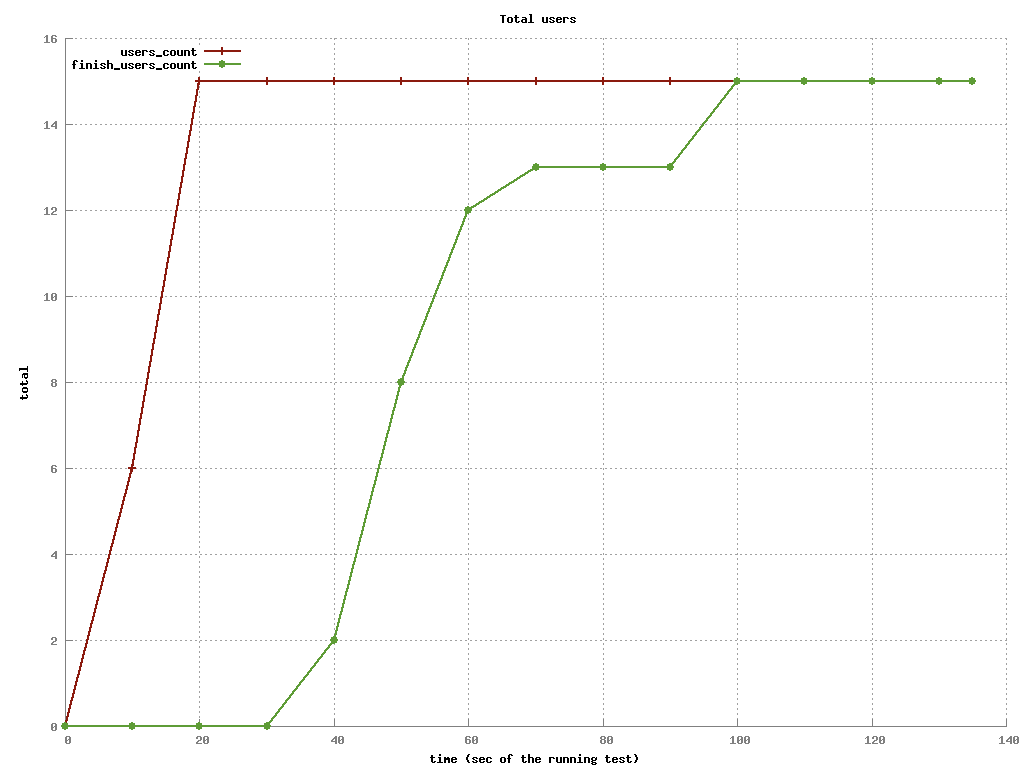 Total users
users_count
finish_users_count
16
14
12
10
8
6
4
2
0
total
0 20 40 60 80 100 120 140
time (sec of the running test)